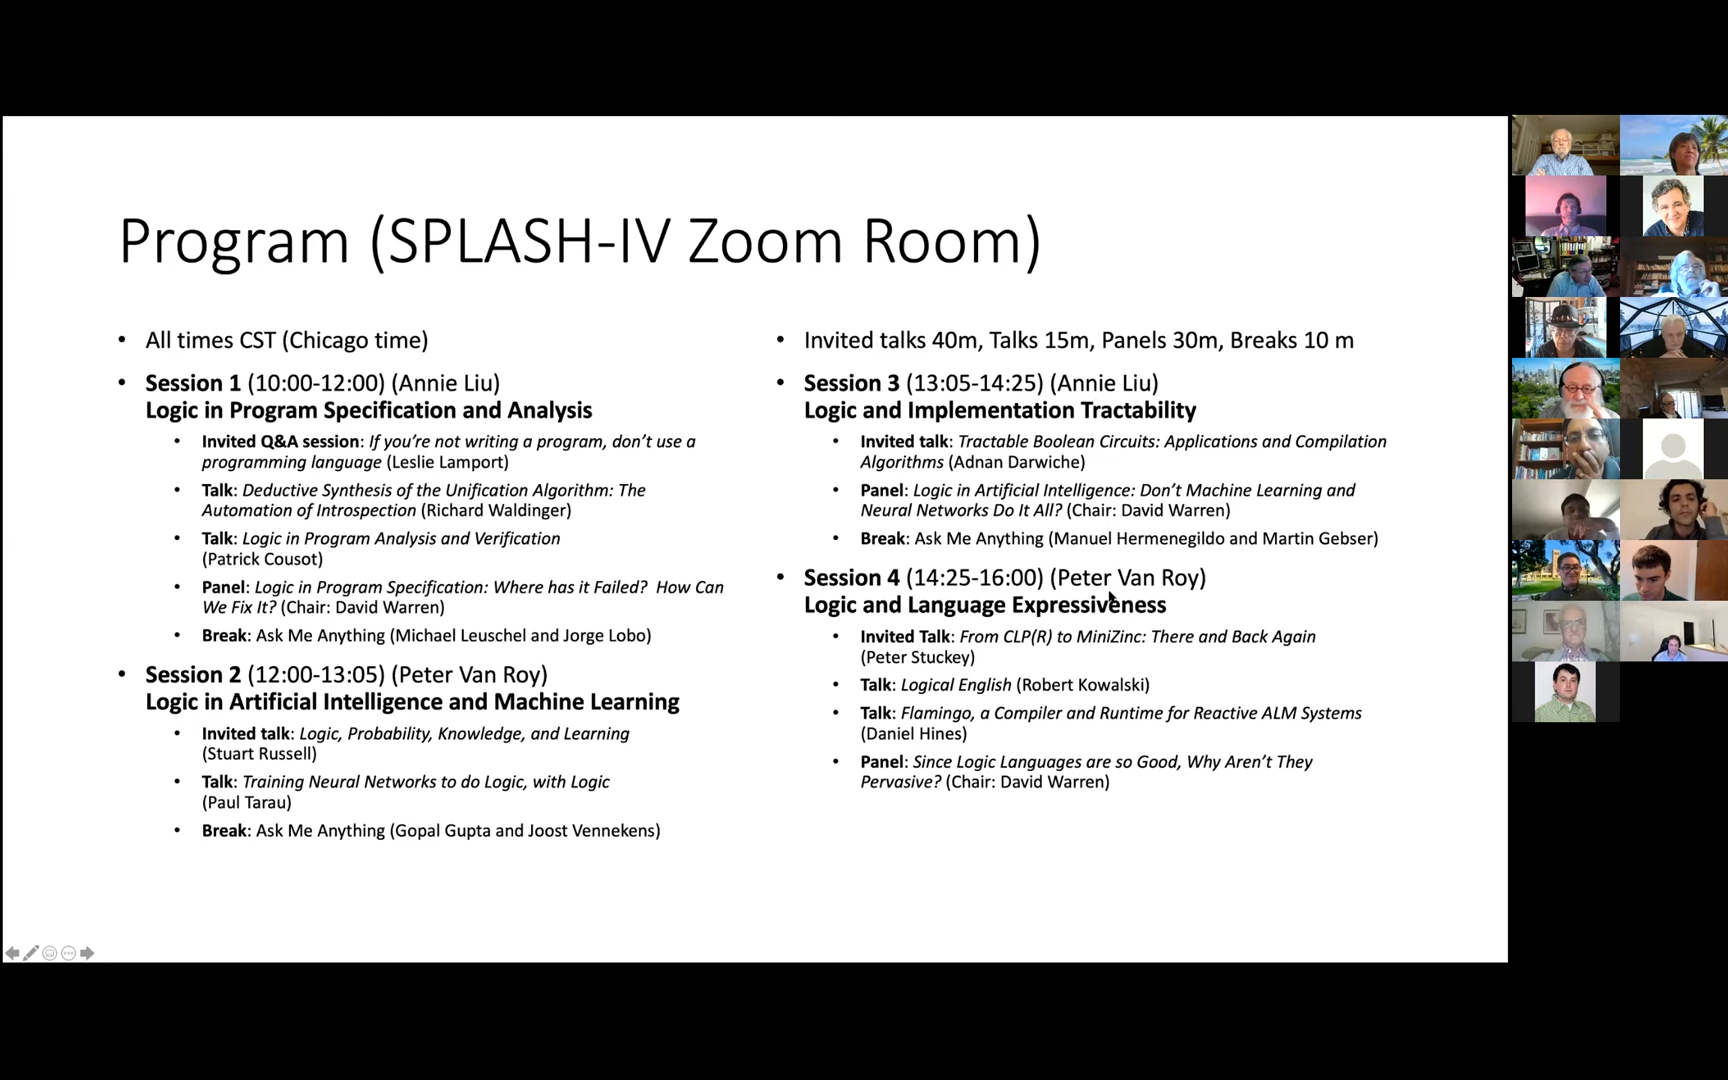 Program (SPLASH-IV Zoom Room)
• All times CST (Chicago time)
• Session 1 (10:00-12:00) (Annie Liu)
Logic in Program Specification and Analysis
• Invited Q&A session: If you’re not writing a program, don’t use a
programming language (Leslie Lamport)
• Talk: Deductive Synthesis of the Unification Algorithm: The
Automation of Introspection (Richard Waldinger)
• Talk: Logic in Program Analysis and Verification
(Patrick Cousot)
• Panel: Logic in Program Specification: Where has it Failed?  How Can
We Fix It? (Chair: David Warren)
• Break: Ask Me Anything (Michael Leuschel and Jorge Lobo)
• Session 2 (12:00-13:05) (Peter Van Roy)
Logic in Artificial Intelligence and Machine Learning
• Invited talk: Logic, Probability, Knowledge, and Learning
(Stuart Russell)
• Talk: Training Neural Networks to do Logic, with Logic
(Paul Tarau)
• Break: Ask Me Anything (Gopal Gupta and Joost Vennekens)
• Invited talks 40m, Talks 15m, Panels 30m, Breaks 10 m
• Session 3 (13:05-14:25) (Annie Liu)
Logic and Implementation Tractability
• Invited talk: Tractable Boolean Circuits: Applications and Compilation
Algorithms (Adnan Darwiche)
• Panel: Logic in Artificial Intelligence: Don’t Machine Learning and
Neural Networks Do It All? (Chair: David Warren)
• Break: Ask Me Anything (Manuel Hermenegildo and Martin Gebser)
• Session 4 (14:25-16:00) (Peter Van Roy)
Logic and Language Expressiveness
• Invited Talk: From CLP(R) to MiniZinc: There and Back Again
(Peter Stuckey)
• Talk: Logical English (Robert Kowalski)
• Talk: Flamingo, a Compiler and Runtime for Reactive ALM Systems
(Daniel Hines)
• Panel: Since Logic Languages are so Good, Why Aren’t They
Pervasive? (Chair: David Warren)